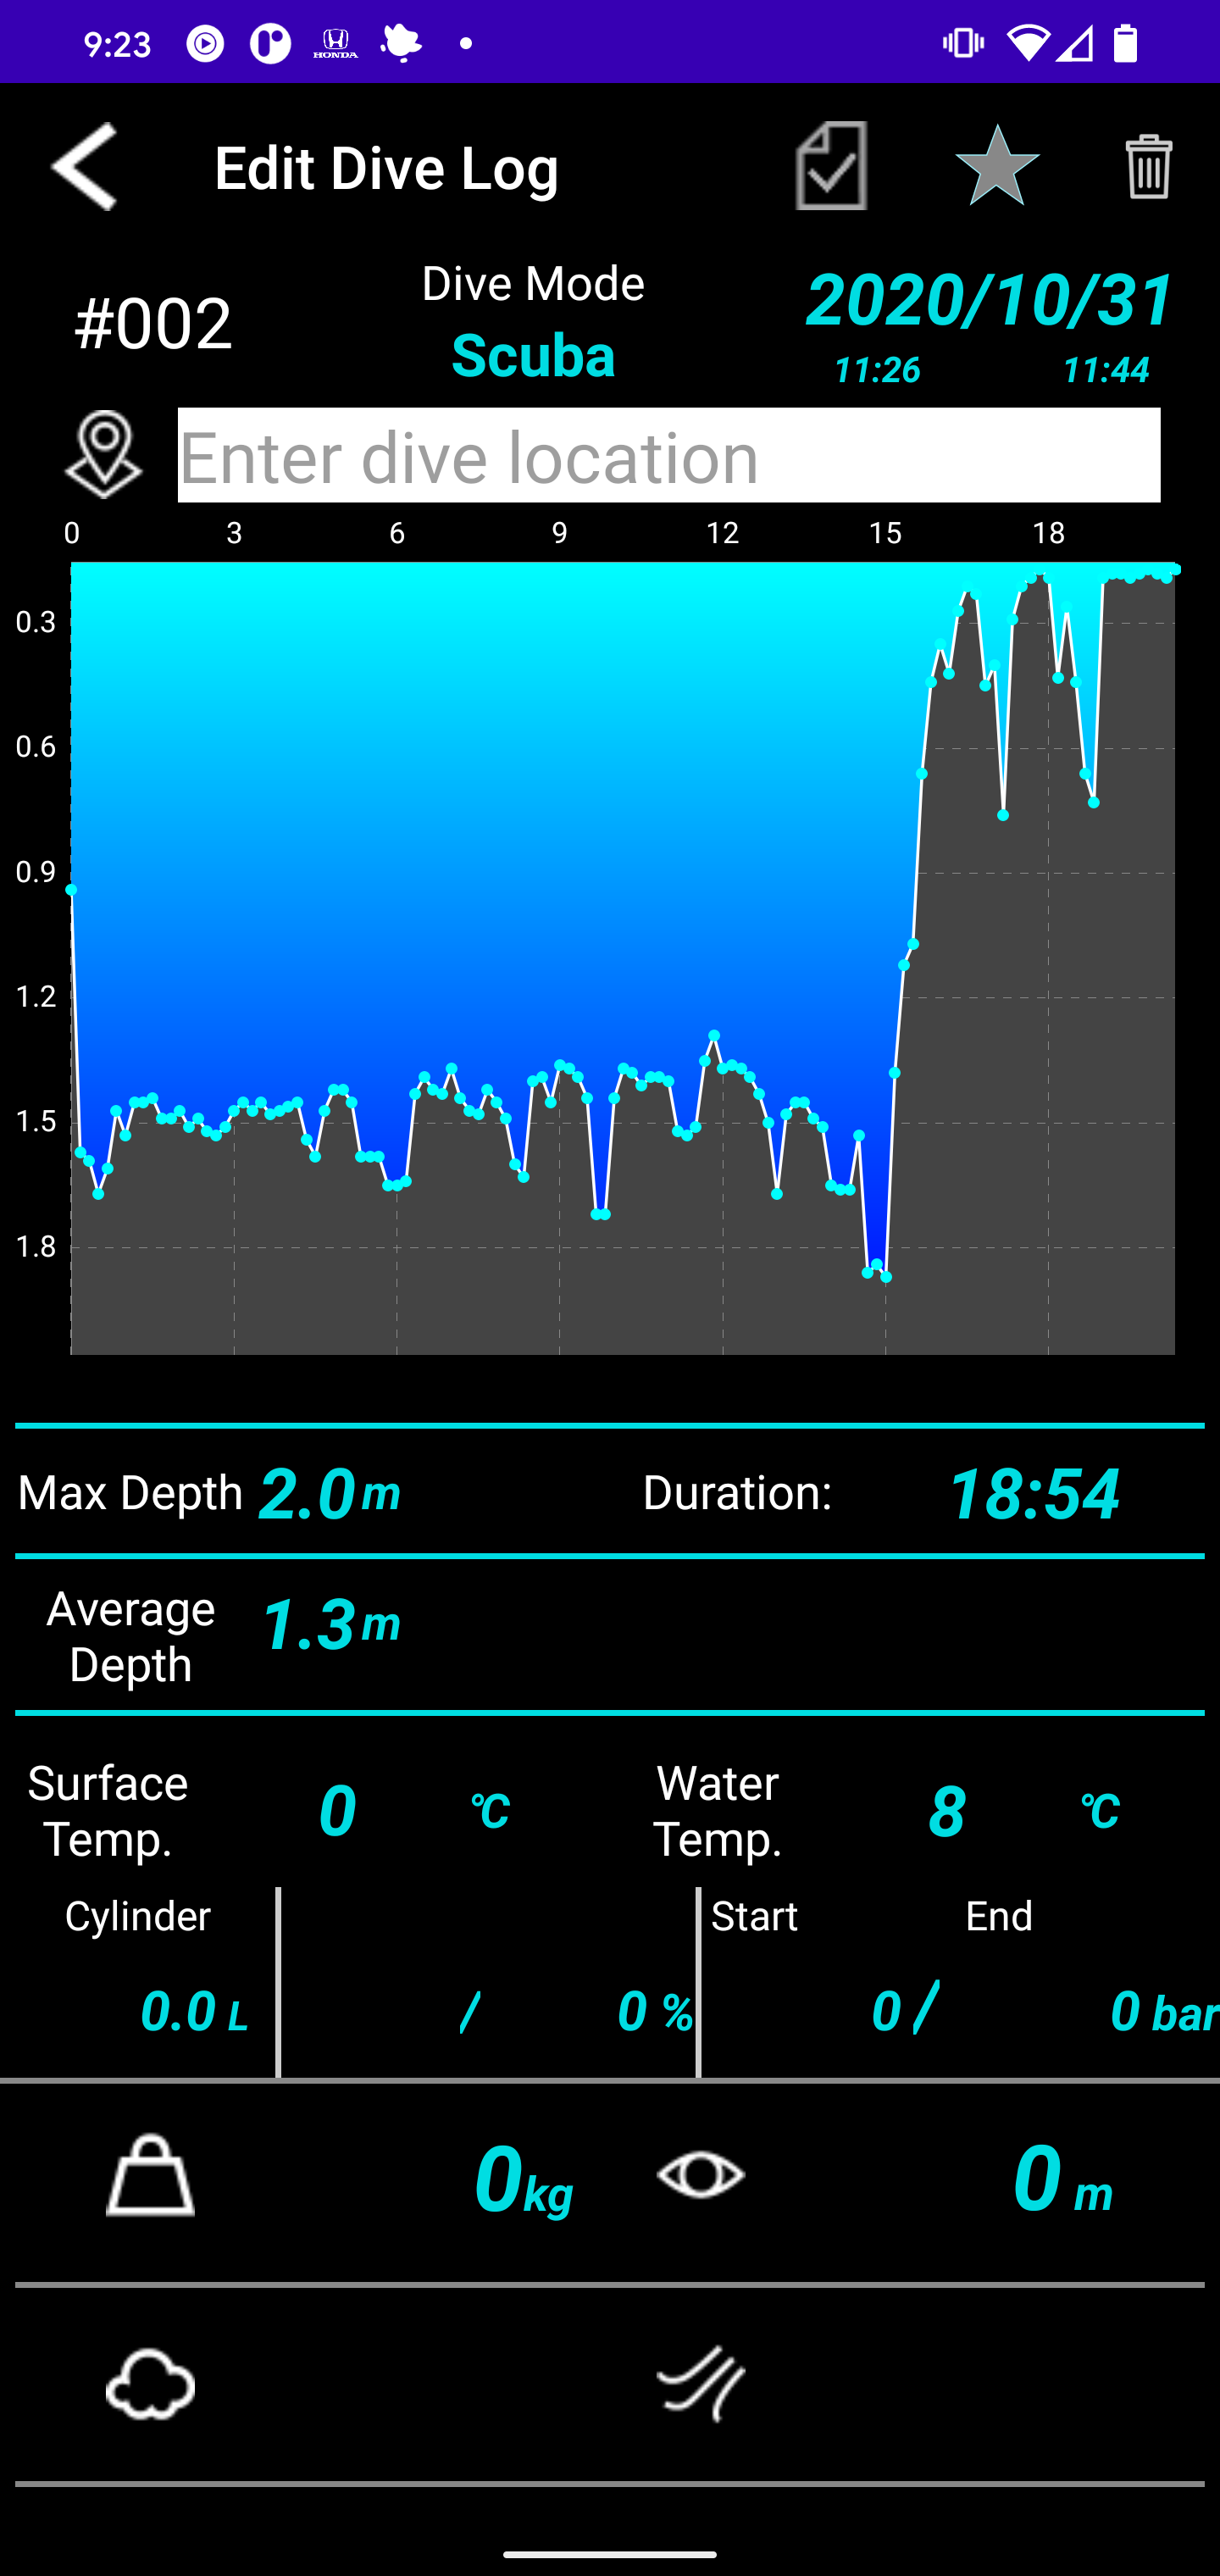 9:23
HONDA
Edit Dive Log
#002
Dive Mode
Scuba
2020/10/31
11:26 11:44
Enter dive location
0 3 6 9 12 15 18
0.3
0.6
0.9
1.2
1.5
1.8
Max Depth 2.0 m Duration: 18:54
Average
Depth
1.3 m
Surface
Temp.
0 °C
Water
Temp.
8 °C
Cylinder Start End
0.0 L / 0 % 0 / 0 bar
0 kg 0 m